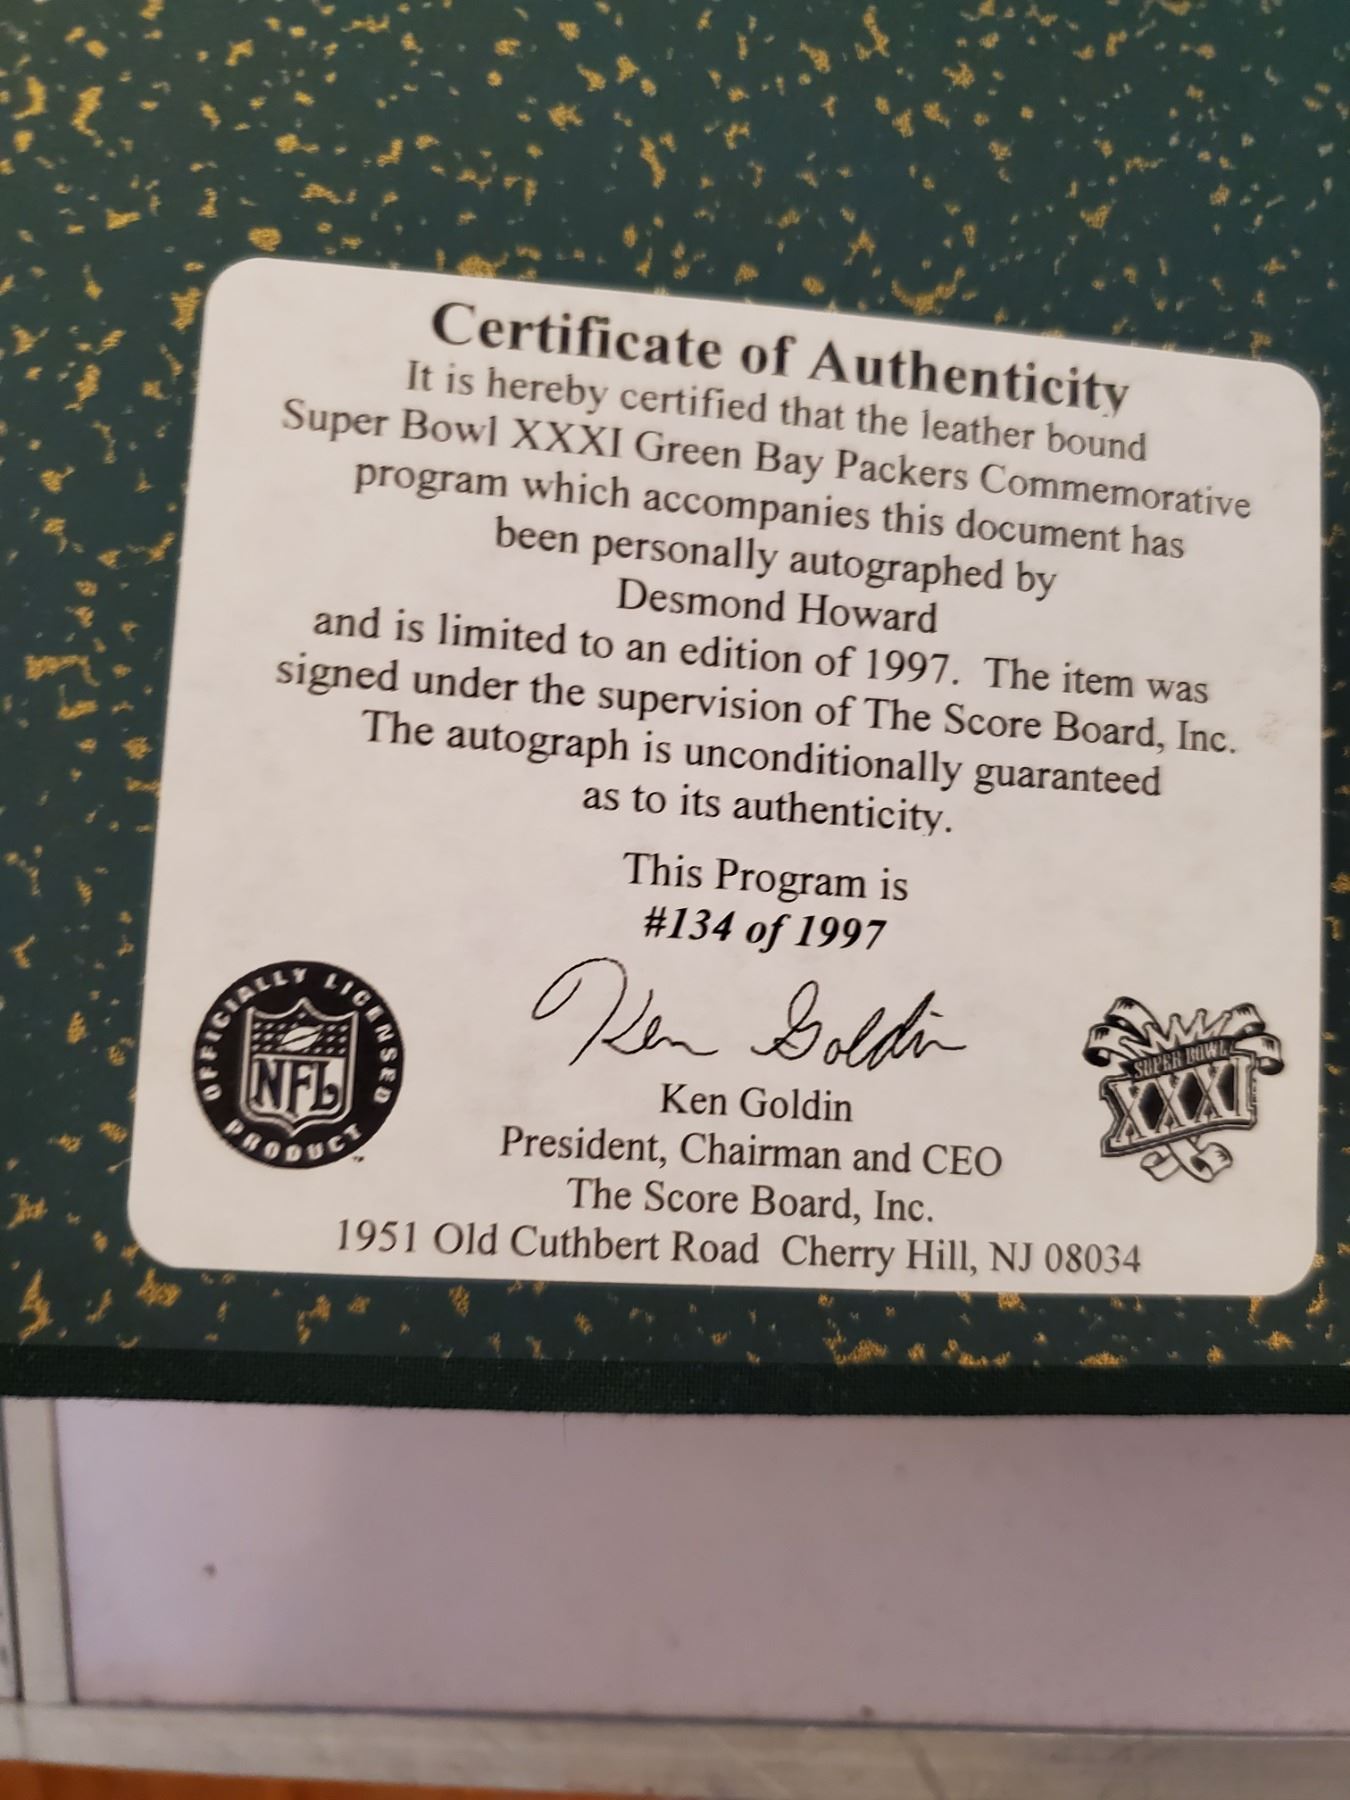 Certificate of Authenticity
It is hereby certified that the leather bound
Super Bowl XXXI Green Bay Packers Commemorative
program which accompanies this document has
been personally autographed by
Desmond Howard
and is limited to an edition of 1997.  The item was
signed under the supervision of The Score Board, Inc.
The autograph is unconditionally guaranteed
as to its authenticity.
This Program is
#134 of 1997
OFFICIALLY LICENSED
NFL
PRODUCT™
Ken Goldin
SUPER BOWL
XXXI
Ken Goldin
President, Chairman and CEO
The Score Board, Inc.
1951 Old Cuthbert Road  Cherry Hill, NJ 08034